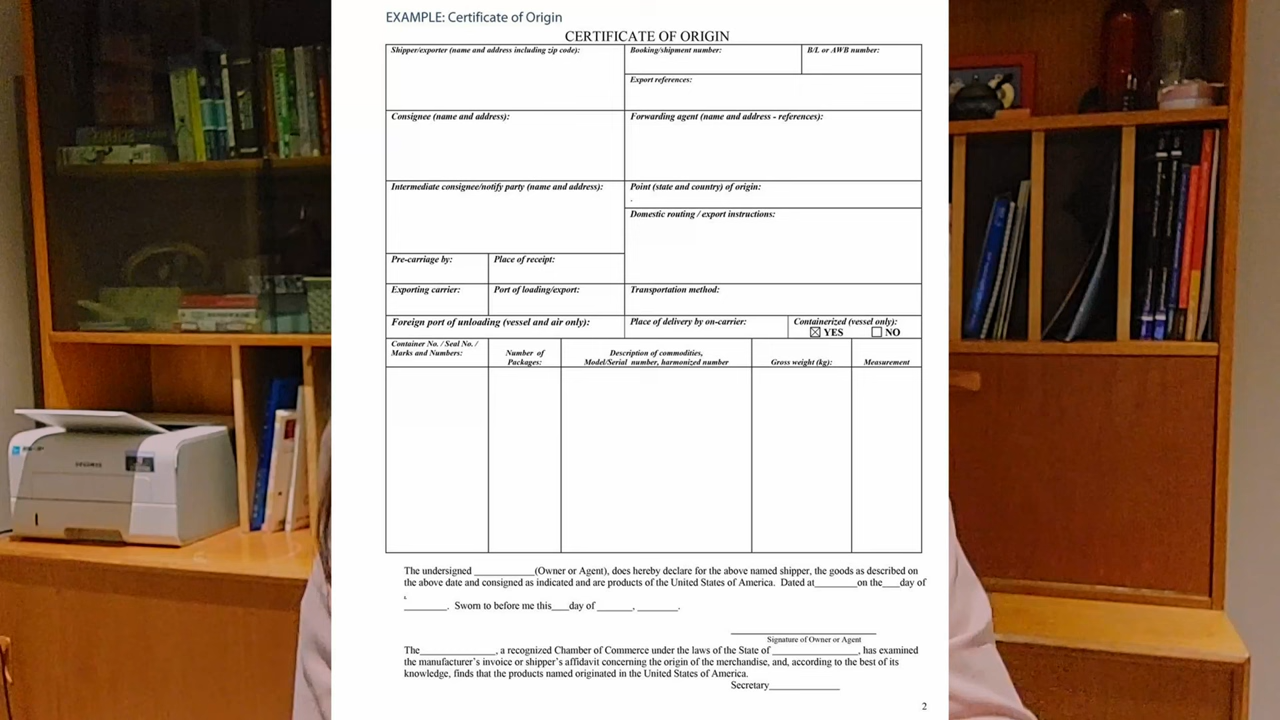 EXAMPLE: Certificate of Origin
CERTIFICATE OF ORIGIN
Shipper/exporter (name and address including zip code):
Booking/shipment number:
B/L or AWB number:
Export references:
Consignee (name and address):
Forwarding agent (name and address - references):
Intermediate consignee/notify party (name and address):
Point (state and country) of origin:
.
Domestic routing / export instructions:
Pre-carriage by:
Place of receipt:
Exporting carrier:
Port of loading/export:
Transportation method:
Foreign port of unloading (vessel and air only):
Place of delivery by on-carrier:
Containerized (vessel only):
☒ YES ☐ NO
Container No. / Seal No. /
Marks and Numbers:
Number of
Packages:
Description of commodities,
Model/Serial number, harmonized number
Gross weight (kg):
Measurement
The undersigned ____________(Owner or Agent), does hereby declare for the above named shipper, the goods as described on
the above date and consigned as indicated and are products of the United States of America. Dated at________on the___day of
,
________. Sworn to before me this___day of _______, ________.
Signature of Owner or Agent
The______________, a recognized Chamber of Commerce under the laws of the State of ________________, has examined
the manufacturer's invoice or shipper's affidavit concerning the origin of the merchandise, and, according to the best of its
knowledge, finds that the products named originated in the United States of America.
Secretary_____________
2